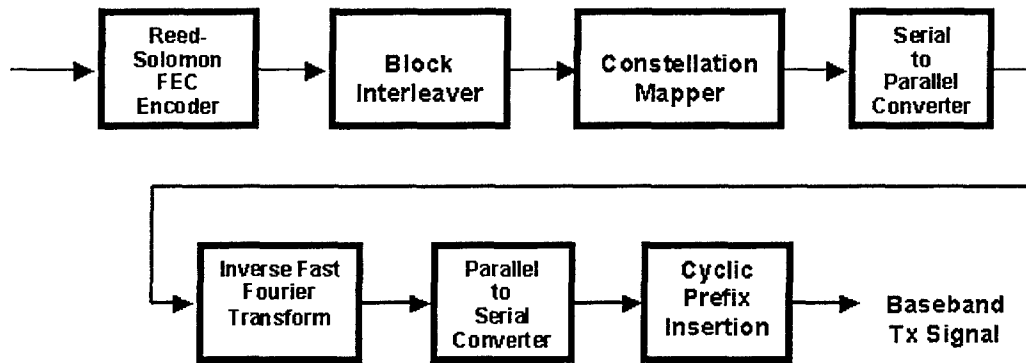 Reed-
Solomon
FEC
Encoder
Block
Interleaver
Constellation
Mapper
Serial
to
Parallel
Converter
Inverse Fast
Fourier
Transform
Parallel
to
Serial
Converter
Cyclic
Prefix
Insertion
Baseband
Tx Signal